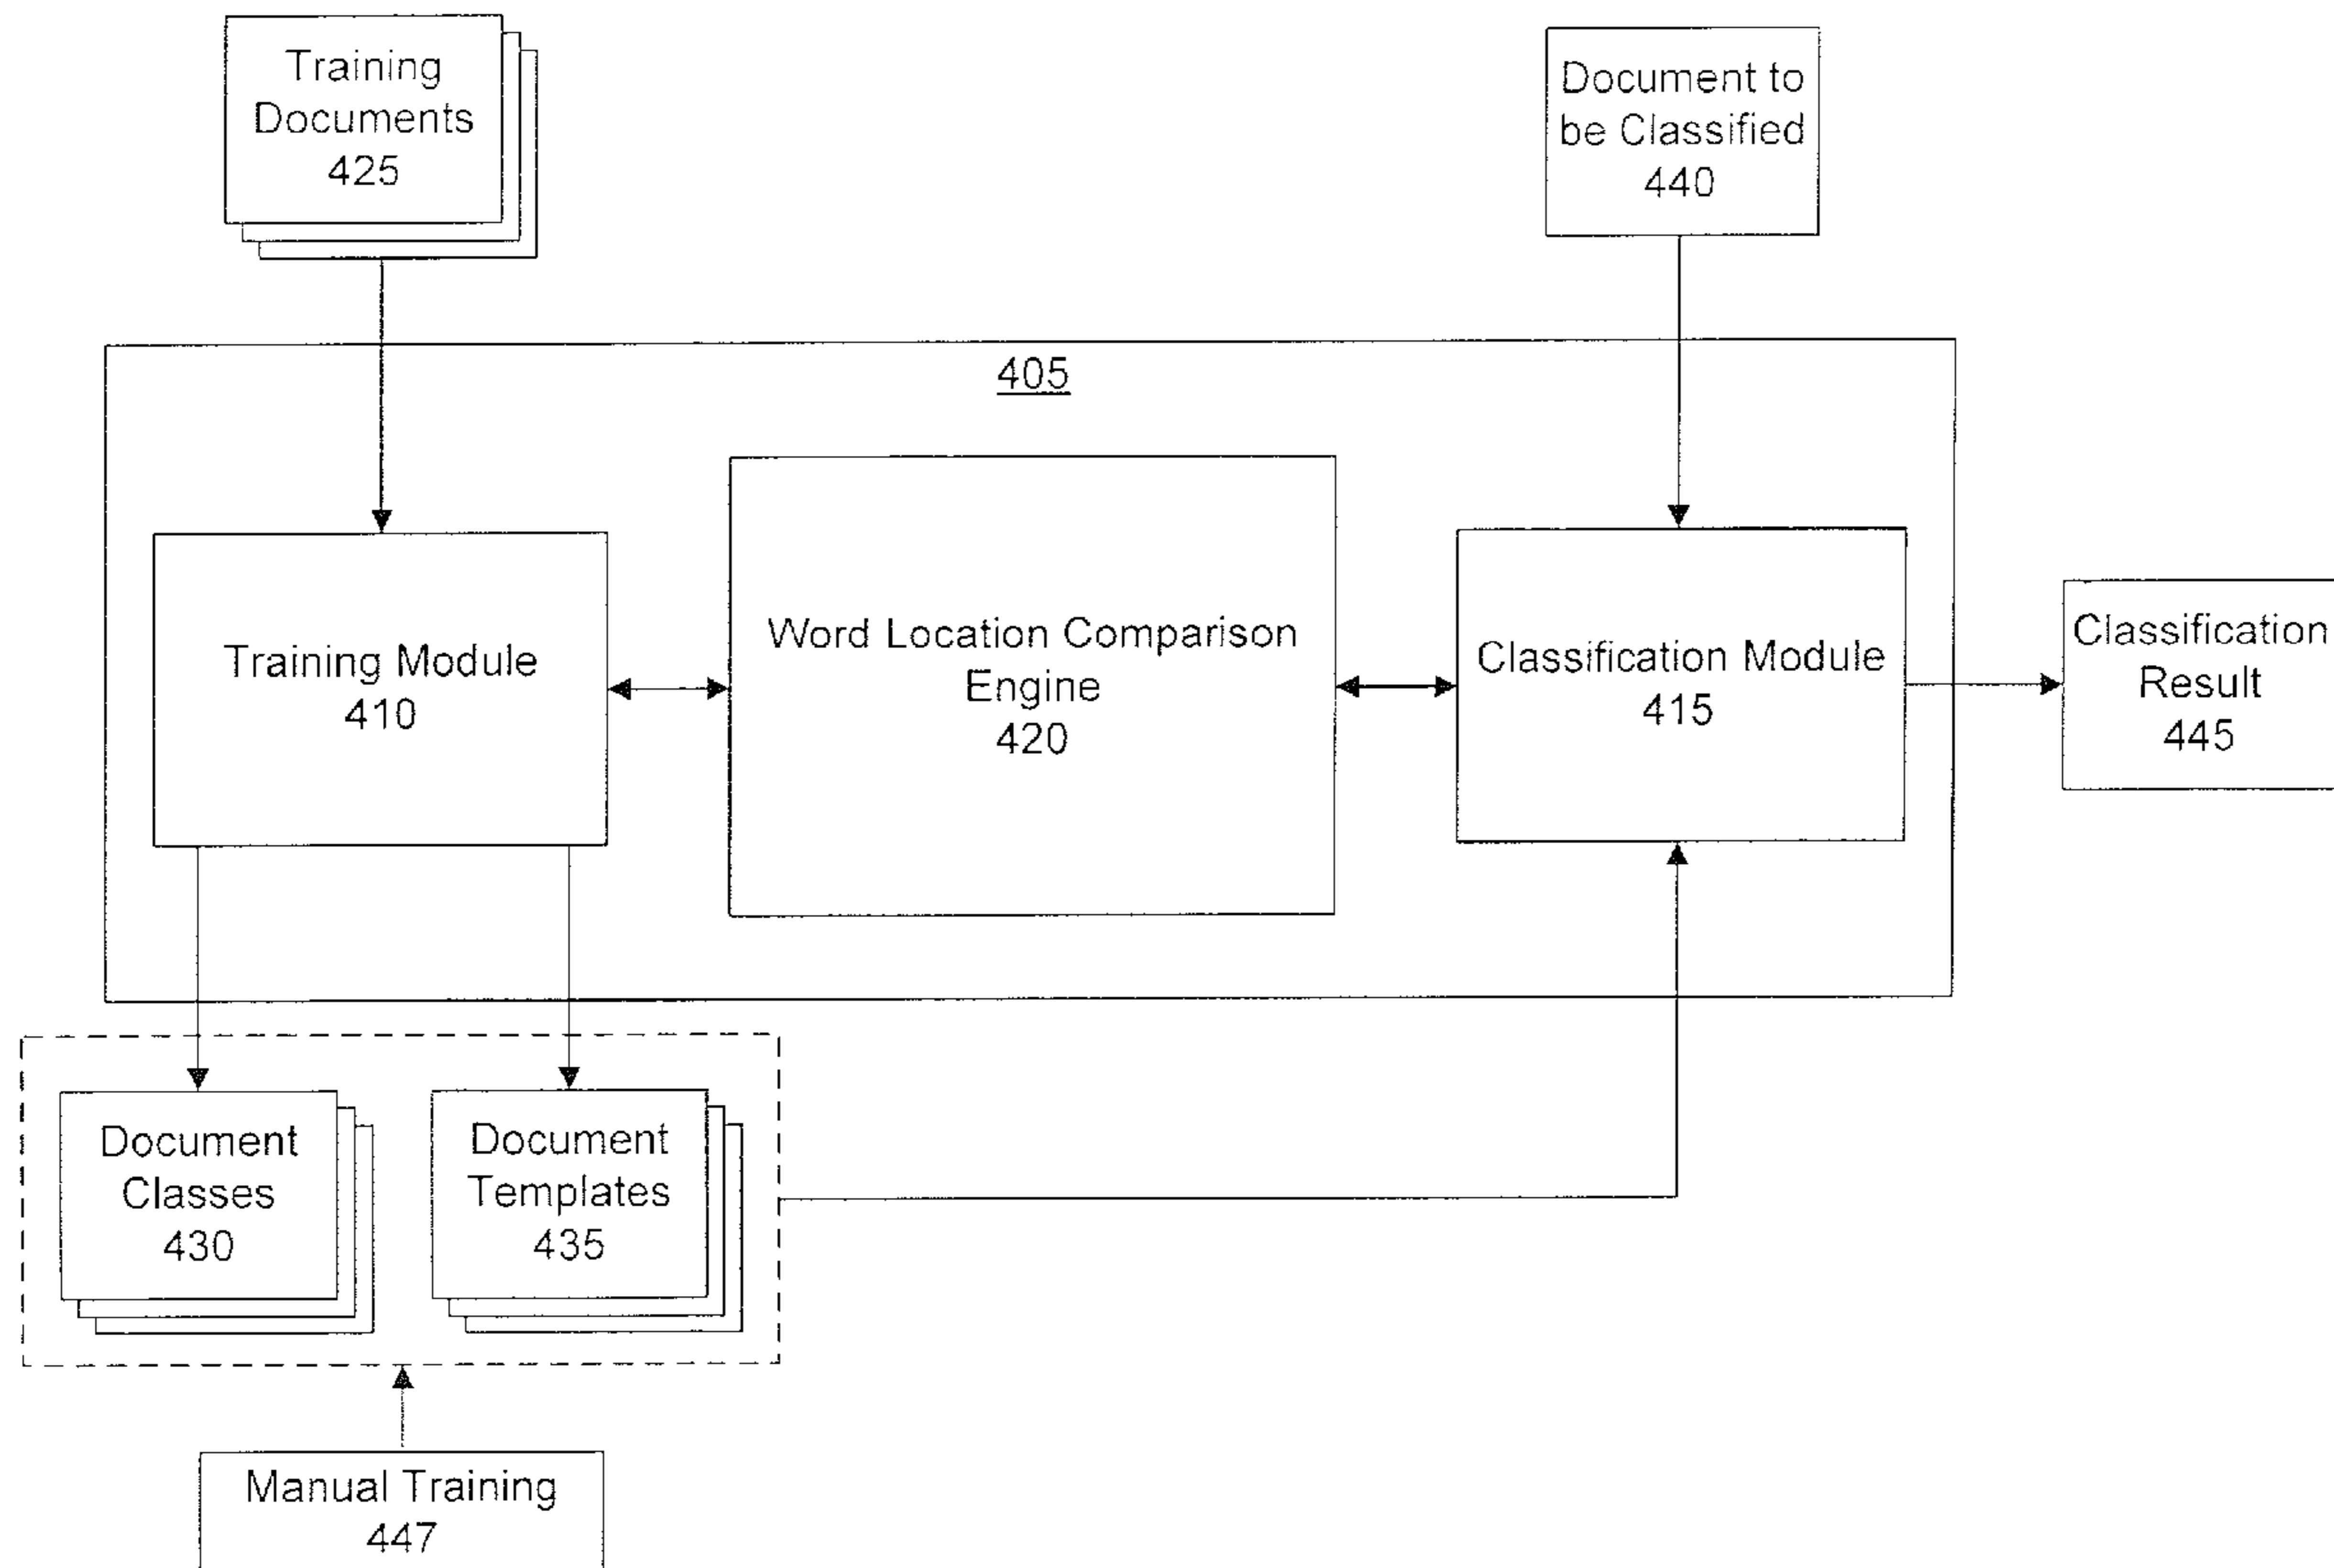 Training
Documents
425
Document to
be Classified
440
405
Training Module
410
Word Location Comparison
Engine
420
Classification Module
415
Classification
Result
445
Document
Classes
430
Document
Templates
435
Manual Training
447